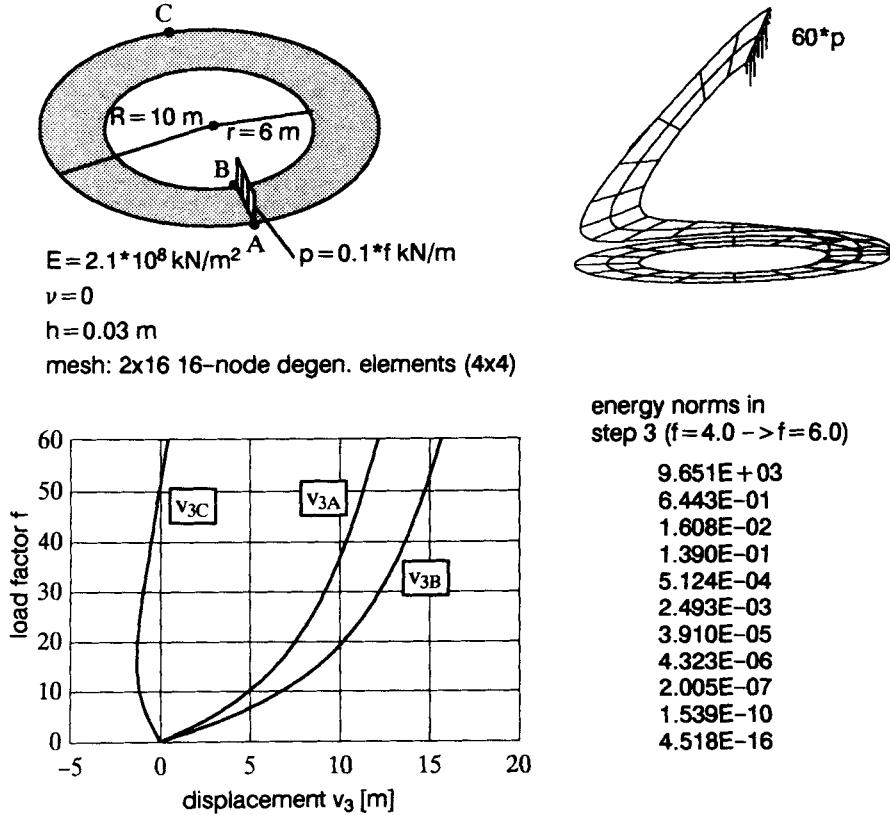 C
R=10 m
r=6 m
B
A
E=2.1*10⁸ kN/m²
p=0.1*f kN/m
ν=0
h=0.03 m
mesh: 2x16 16-node degen. elements (4x4)
60*p
60
50
40
30
20
10
0
load factor f
v3C
v3A
v3B
-5
0
5
10
15
20
displacement v₃ [m]
energy norms in
step 3 (f=4.0 ->f=6.0)
9.651E+03
6.443E-01
1.608E-02
1.390E-01
5.124E-04
2.493E-03
3.910E-05
4.323E-06
2.005E-07
1.539E-10
4.518E-16